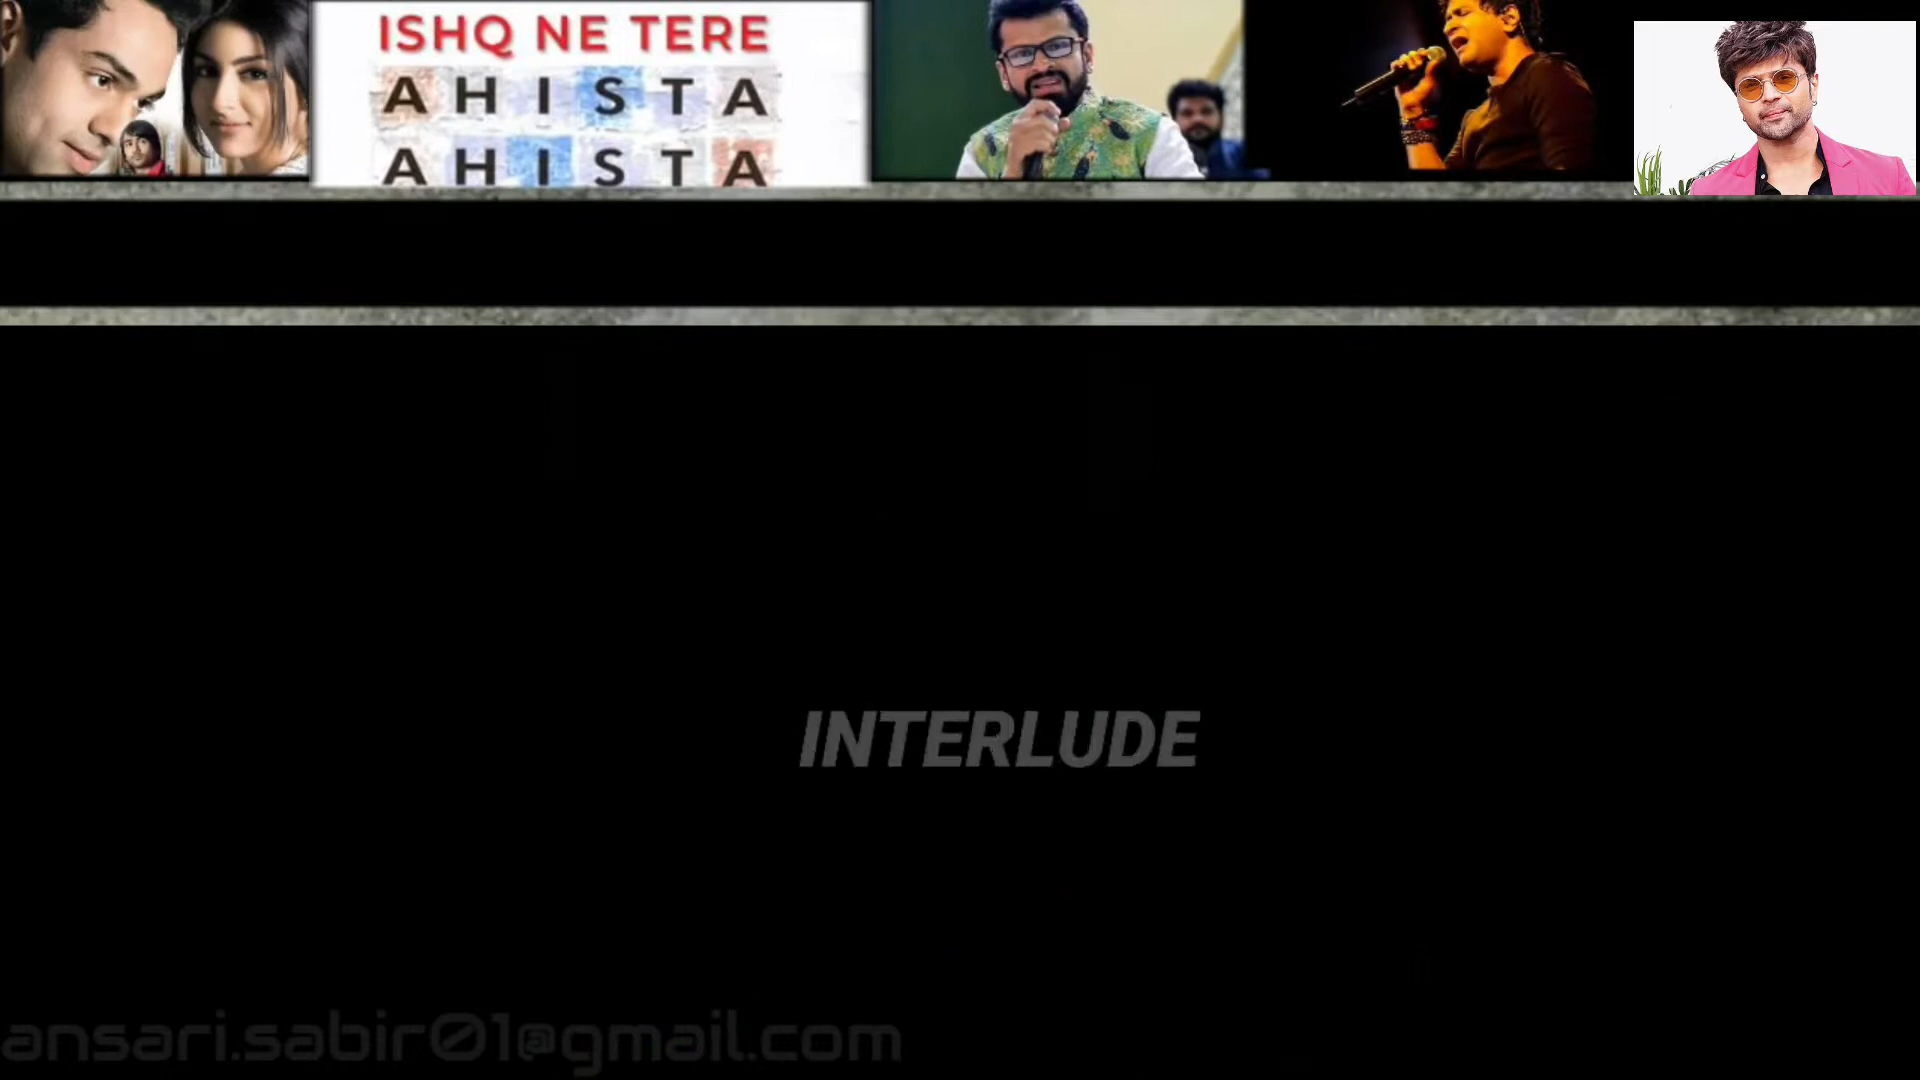 ISHQ NE TERE
AHISTA
AHISTA
INTERLUDE
ansari.sabir01@gmail.com